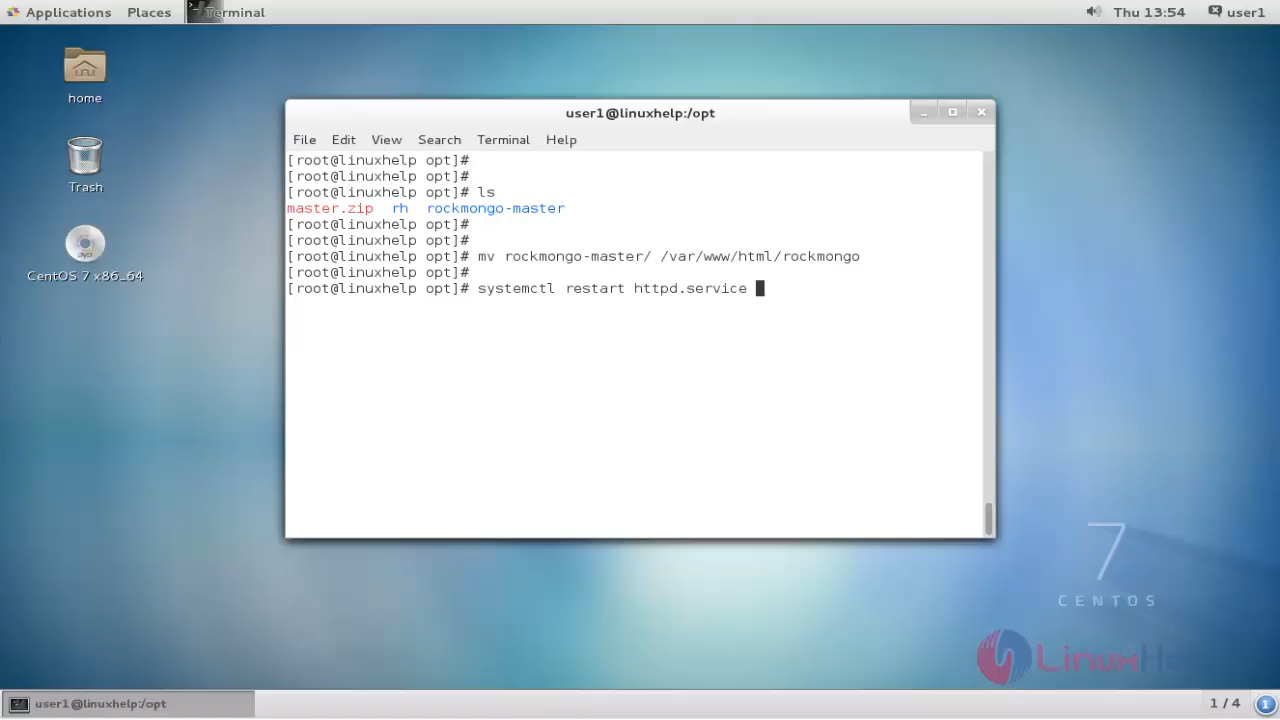 Applications Places Terminal Thu 13:54 user1
home
Trash
CentOS 7 x86_64
user1@linuxhelp:/opt
File Edit View Search Terminal Help
[root@linuxhelp opt]#
[root@linuxhelp opt]#
[root@linuxhelp opt]# ls
master.zip rh rockmongo-master
[root@linuxhelp opt]#
[root@linuxhelp opt]#
[root@linuxhelp opt]# mv rockmongo-master/ /var/www/html/rockmongo
[root@linuxhelp opt]#
[root@linuxhelp opt]# systemctl restart httpd.service
7
CENTOS
user1@linuxhelp:/opt 1 / 4 1